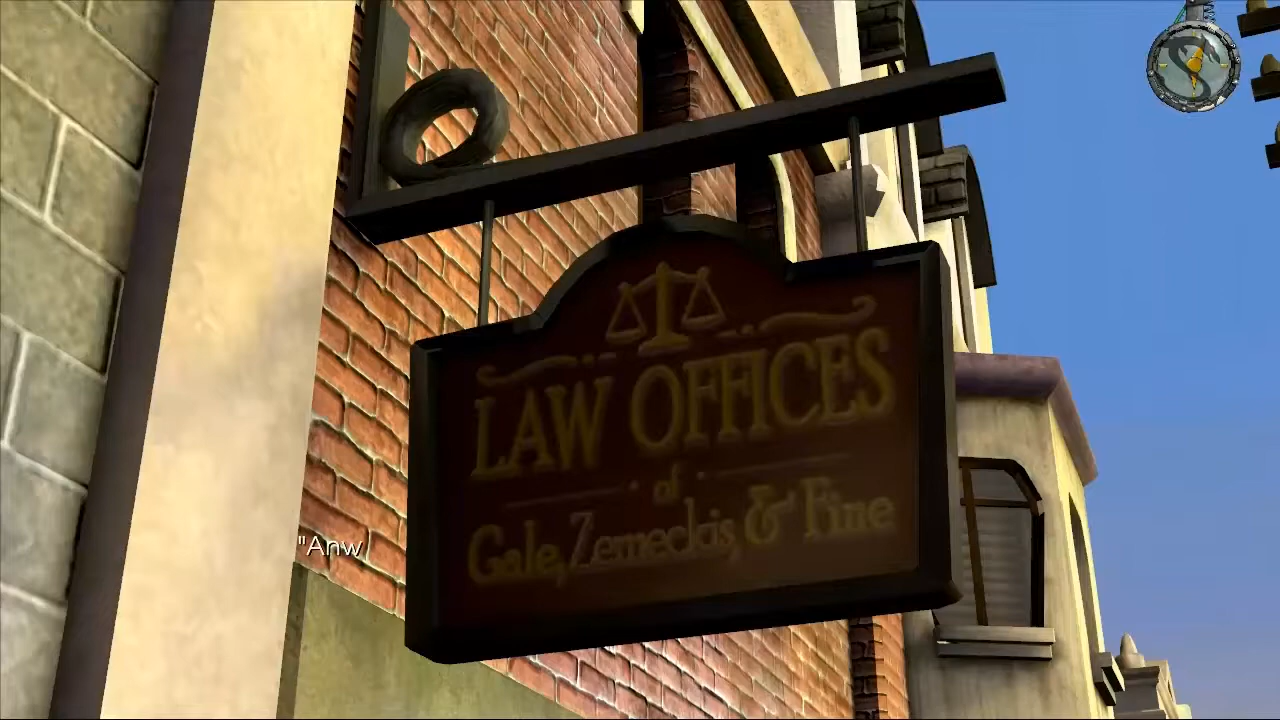 LAW OFFICES
of
Gale, Zemeckis, & Fine
"Anw